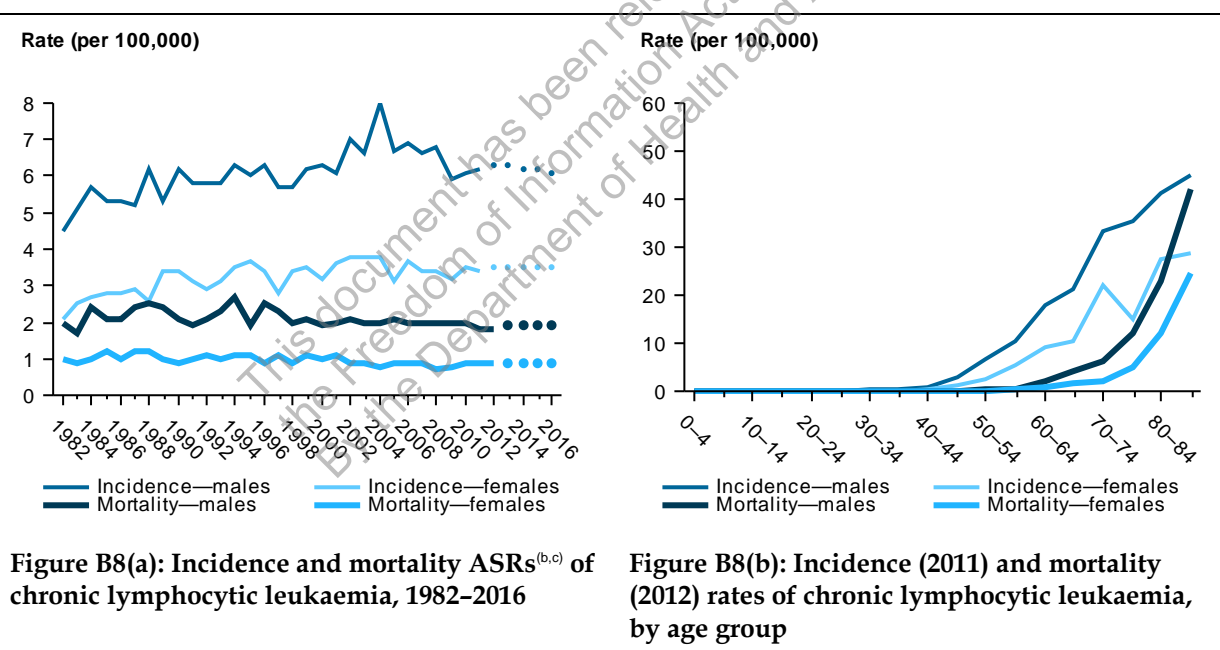 This document has been rele
the Freedom of Information Act
By the Department of Health and A
Rate (per 100,000)
8
7
6
5
4
3
2
1
0
1982
1984
1986
1988
1990
1992
1994
1996
1998
2000
2002
2004
2006
2008
2010
2012
2014
2016
Incidence—males
Incidence—females
Mortality—males
Mortality—females
Figure B8(a): Incidence and mortality ASRs(b,c) of
chronic lymphocytic leukaemia, 1982–2016
Rate (per 100,000)
60
50
40
30
20
10
0
0–4
10–14
20–24
30–34
40–44
50–54
60–64
70–74
80–84
Incidence—males
Incidence—females
Mortality—males
Mortality—females
Figure B8(b): Incidence (2011) and mortality
(2012) rates of chronic lymphocytic leukaemia,
by age group